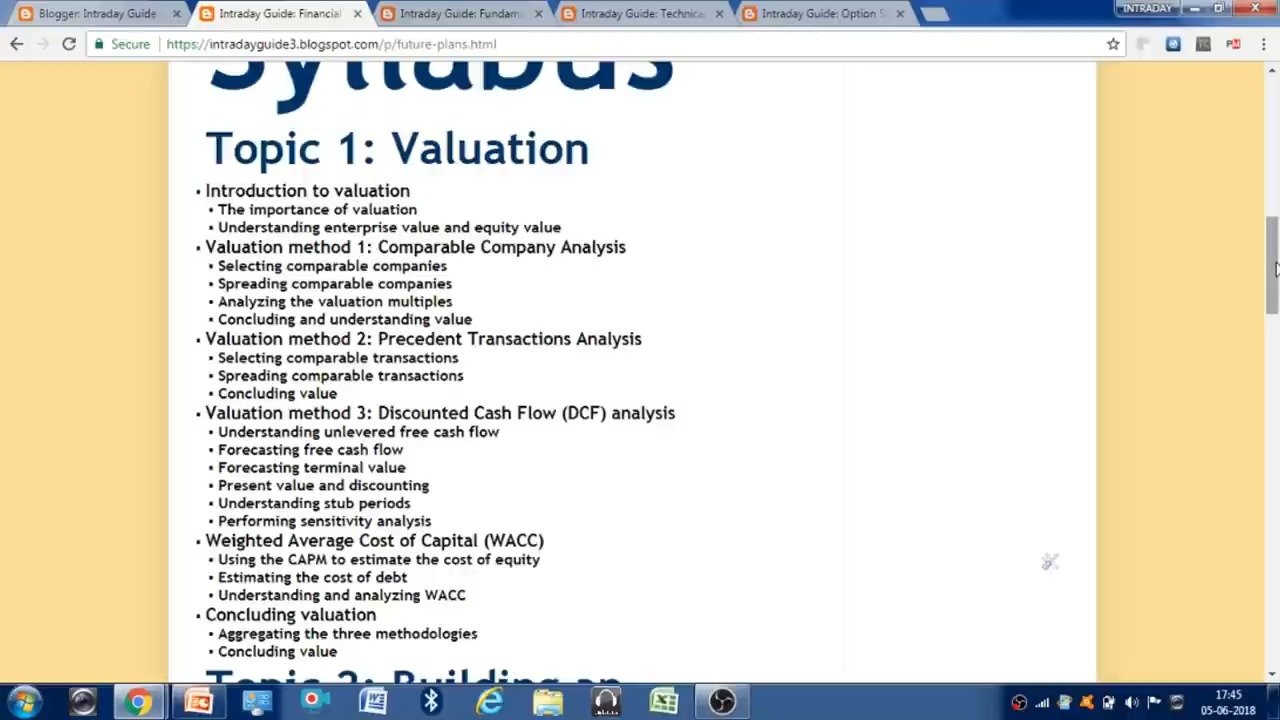 Blogger: Intraday Guide
Intraday Guide: Financial
Intraday Guide: Fundam
Intraday Guide: Technica
Intraday Guide: Option S
INTRADAY
Secure
https://intradayguide3.blogspot.com/p/future-plans.html
Syllabus
Topic 1: Valuation
• Introduction to valuation
• The importance of valuation
• Understanding enterprise value and equity value
• Valuation method 1: Comparable Company Analysis
• Selecting comparable companies
• Spreading comparable companies
• Analyzing the valuation multiples
• Concluding and understanding value
• Valuation method 2: Precedent Transactions Analysis
• Selecting comparable transactions
• Spreading comparable transactions
• Concluding value
• Valuation method 3: Discounted Cash Flow (DCF) analysis
• Understanding unlevered free cash flow
• Forecasting free cash flow
• Forecasting terminal value
• Present value and discounting
• Understanding stub periods
• Performing sensitivity analysis
• Weighted Average Cost of Capital (WACC)
• Using the CAPM to estimate the cost of equity
• Estimating the cost of debt
• Understanding and analyzing WACC
• Concluding valuation
• Aggregating the three methodologies
• Concluding value
Topic 2: Building an
17:45
05-06-2018